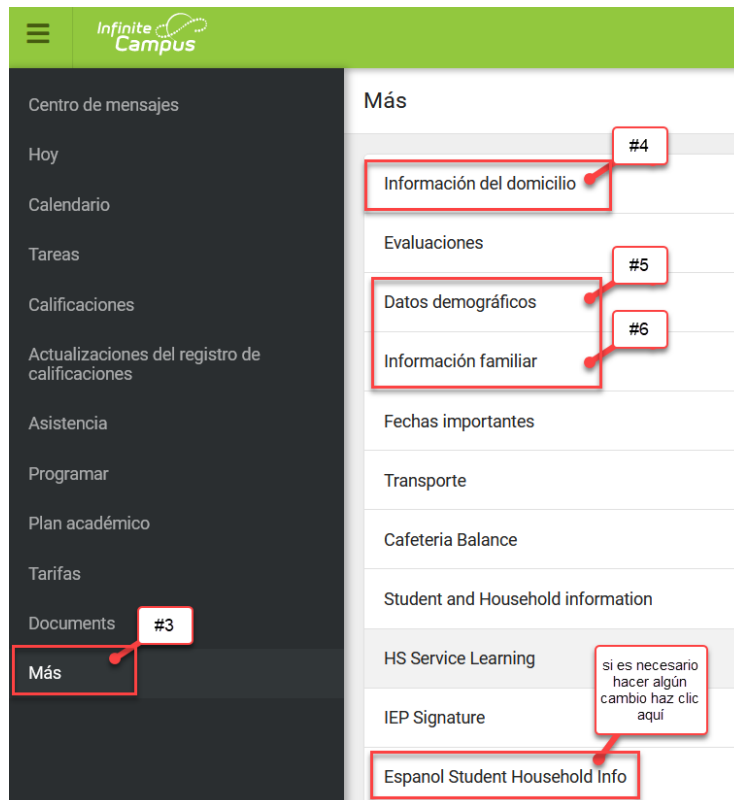 Infinite
Campus
Centro de mensajes
Hoy
Calendario
Tareas
Calificaciones
Actualizaciones del registro de
calificaciones
Asistencia
Programar
Plan académico
Tarifas
Documents
#3
Más
Más
#4
Información del domicilio
Evaluaciones
#5
Datos demográficos
#6
Información familiar
Fechas importantes
Transporte
Cafeteria Balance
Student and Household information
HS Service Learning
si es necesario
hacer algún
cambio haz clic
aquí
IEP Signature
Espanol Student Household Info